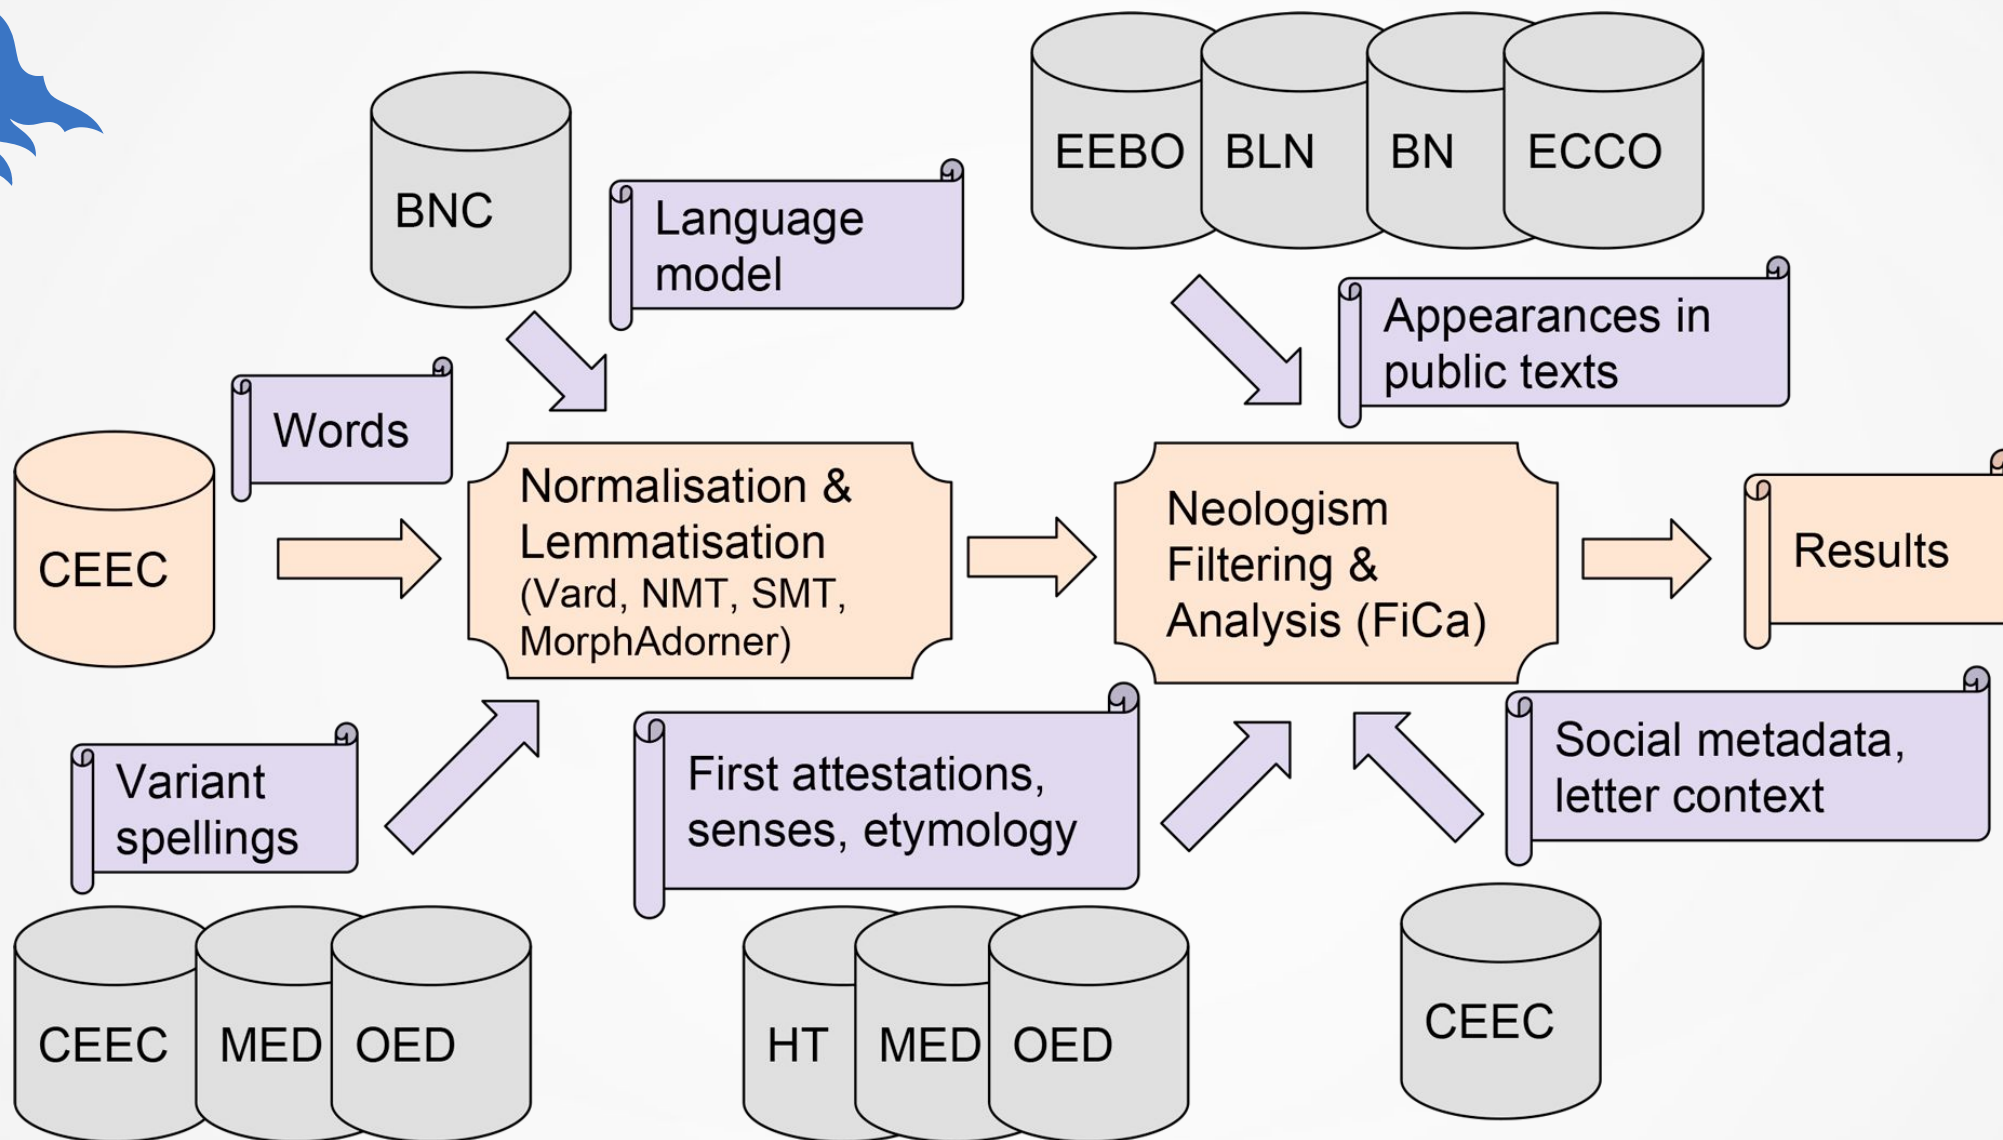 EEBO
BLN
BN
ECCO
BNC
Language
model
Appearances in
public texts
Words
CEEC
Normalisation &
Lemmatisation
(Vard, NMT, SMT,
MorphAdorner)
Neologism
Filtering &
Analysis (FiCa)
Results
Variant
spellings
First attestations,
senses, etymology
Social metadata,
letter context
CEEC
MED
OED
HT
MED
OED
CEEC